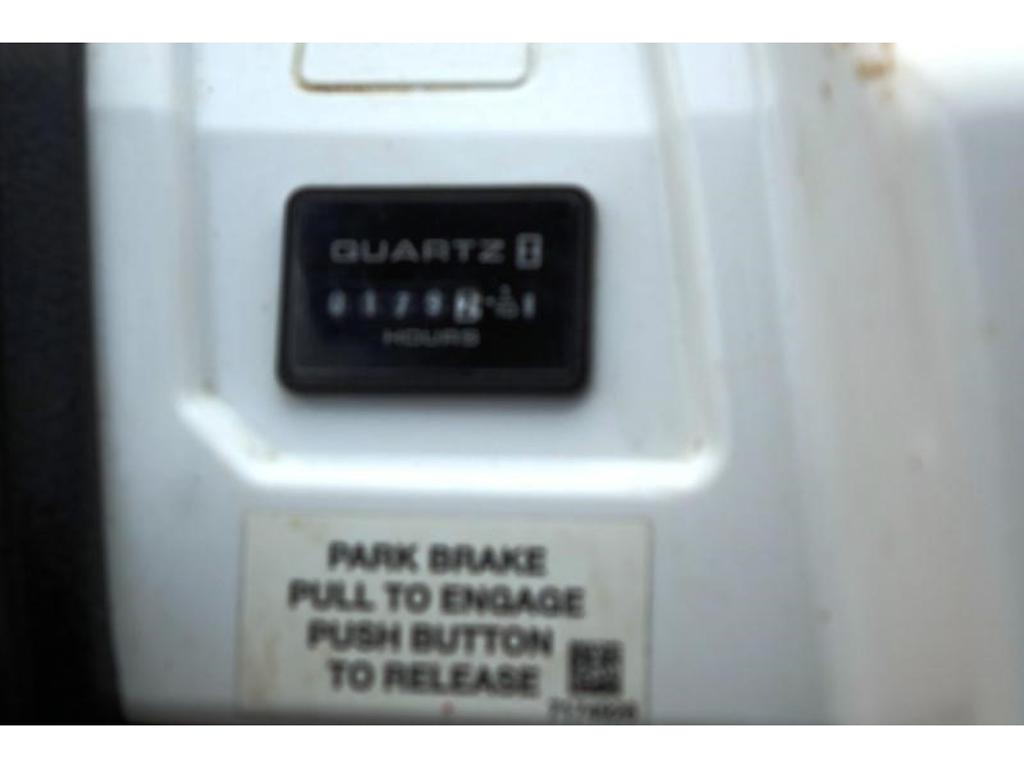 QUARTZ
HOURS
PARK BRAKE
PULL TO ENGAGE
PUSH BUTTON
TO RELEASE